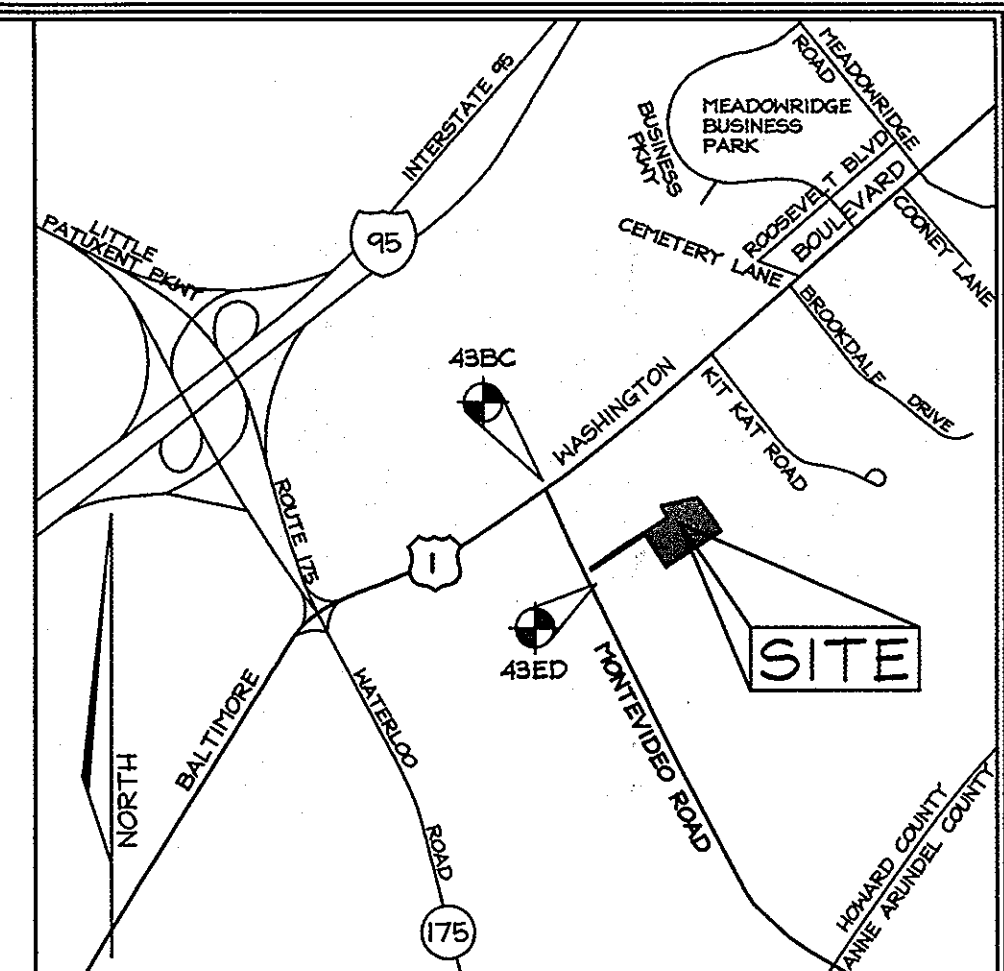 INTERSTATE 95
95
LITTLE
PATUXENT PKWY
MEADOWRIDGE
ROAD
MEADOWRIDGE
BUSINESS
PARK
BUSINESS
PKWY
ROOSEVELT BLVD
CEMETERY LANE
BOULEVARD
COONEY LANE
BROOKDALE
DRIVE
WASHINGTON
KIT KAT ROAD
43BC
ROUTE 175
1
43ED
SITE
MONTEVIDEO ROAD
BALTIMORE
WATERLOO
ROAD
175
NORTH
HOWARD COUNTY
ANNE ARUNDEL COUNTY